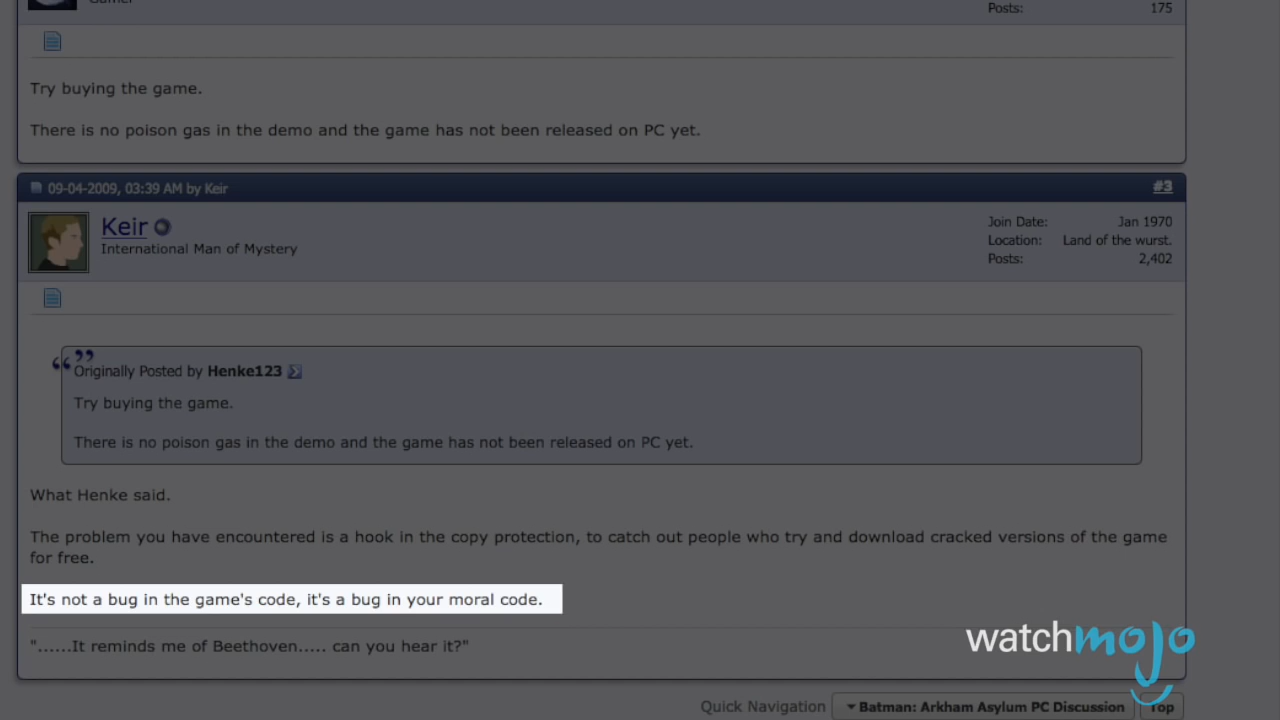 Gamer
Posts: 175
Try buying the game.
There is no poison gas in the demo and the game has not been released on PC yet.
09-04-2009, 03:39 AM by Keir
#3
Keir
International Man of Mystery
Join Date: Jan 1970
Location: Land of the wurst.
Posts: 2,402
Originally Posted by Henke123
Try buying the game.
There is no poison gas in the demo and the game has not been released on PC yet.
What Henke said.
The problem you have encountered is a hook in the copy protection, to catch out people who try and download cracked versions of the game
for free.
It's not a bug in the game's code, it's a bug in your moral code.
"......It reminds me of Beethoven..... can you hear it?"
watchmojo
Quick Navigation Batman: Arkham Asylum PC Discussion Top